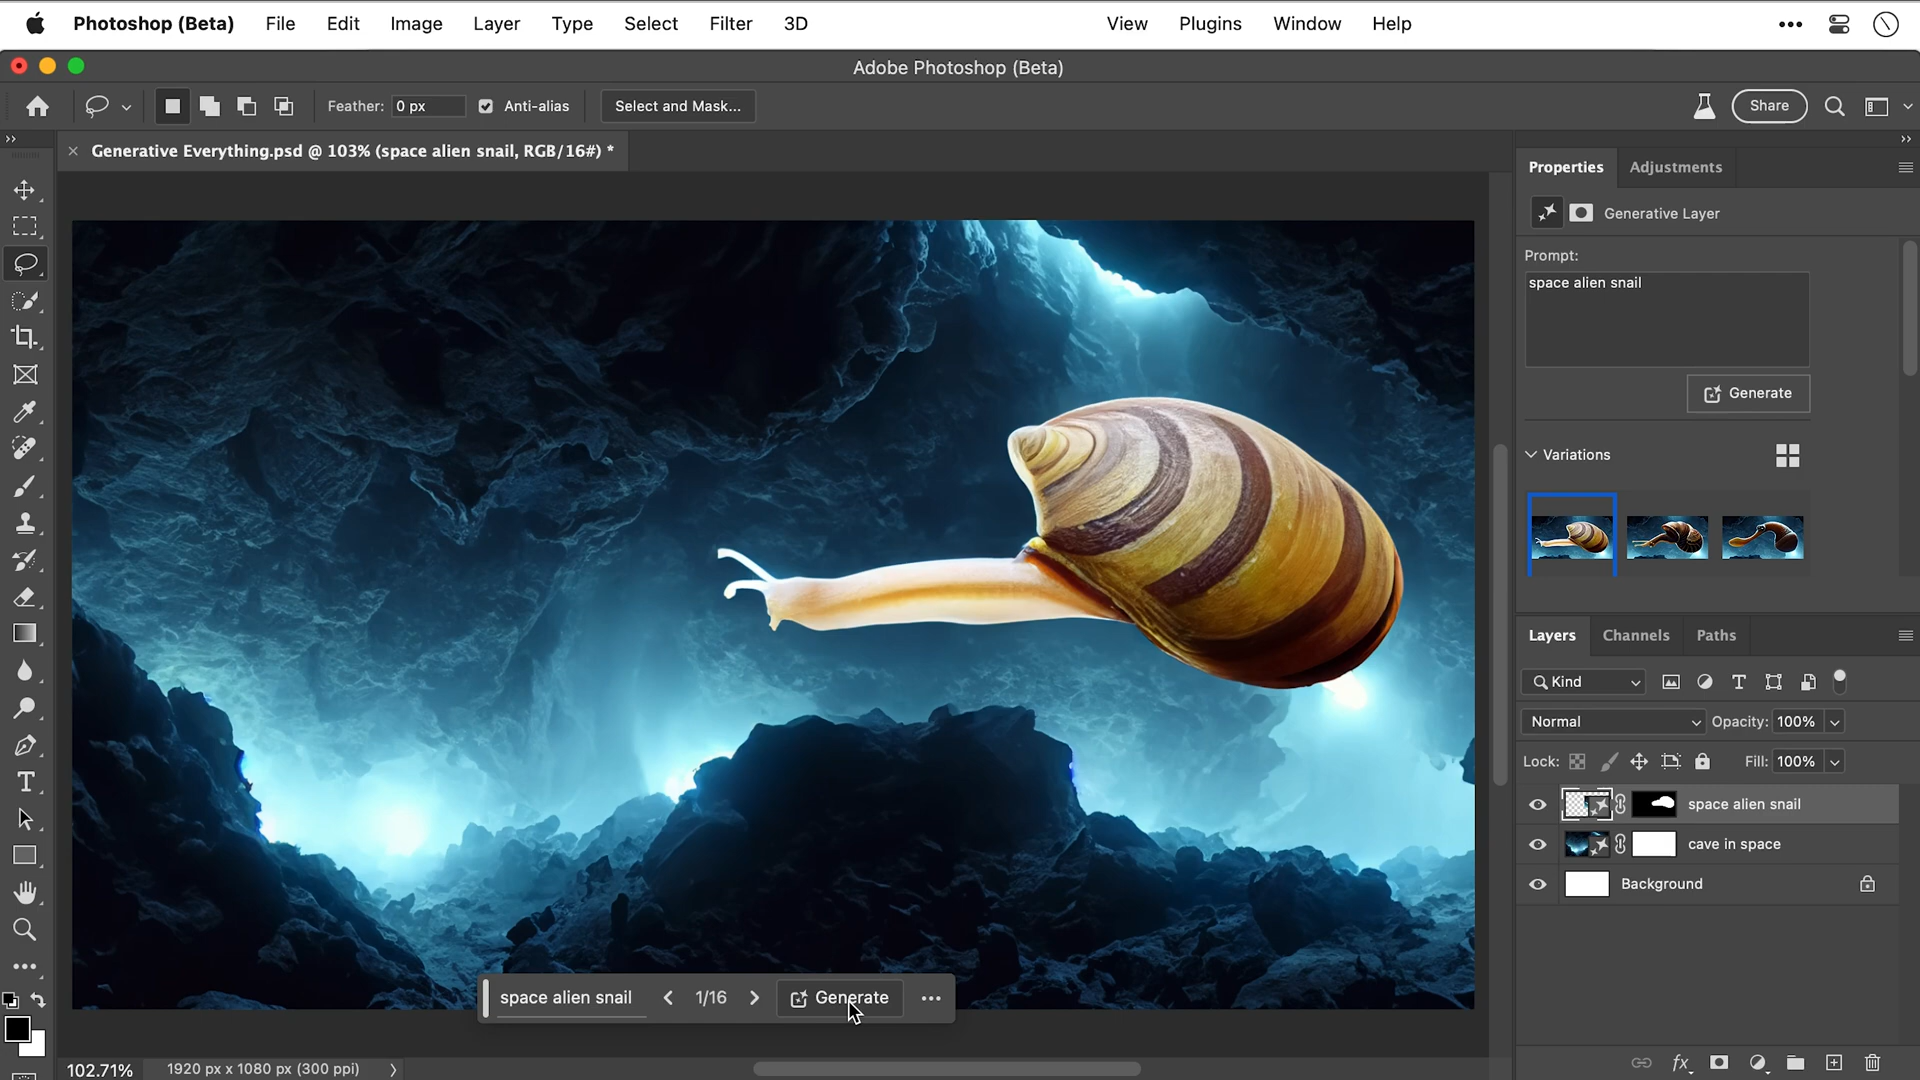 Photoshop (Beta) File Edit Image Layer Type Select Filter 3D View Plugins Window Help
Adobe Photoshop (Beta)
Feather: 0 px Anti-alias Select and Mask... Share
Generative Everything.psd @ 103% (space alien snail, RGB/16#) *
Properties Adjustments
Generative Layer
Prompt:
space alien snail
Generate
Variations
Layers Channels Paths
Kind
Normal Opacity: 100%
Lock: Fill: 100%
space alien snail
cave in space
Background
space alien snail 1/16 Generate
102.71% 1920 px x 1080 px (300 ppi)